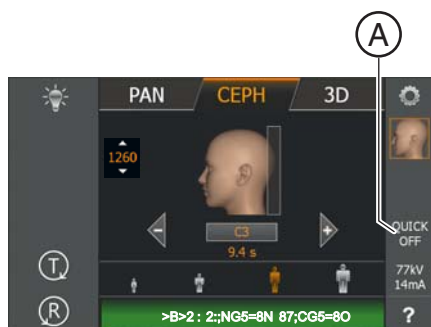 A
PAN CEPH 3D
1260
C3
9.4 s
QUICK
OFF
77kV
14mA
T
R
>B>2 : 2:;NG5=8N 87;CG5=8O
?